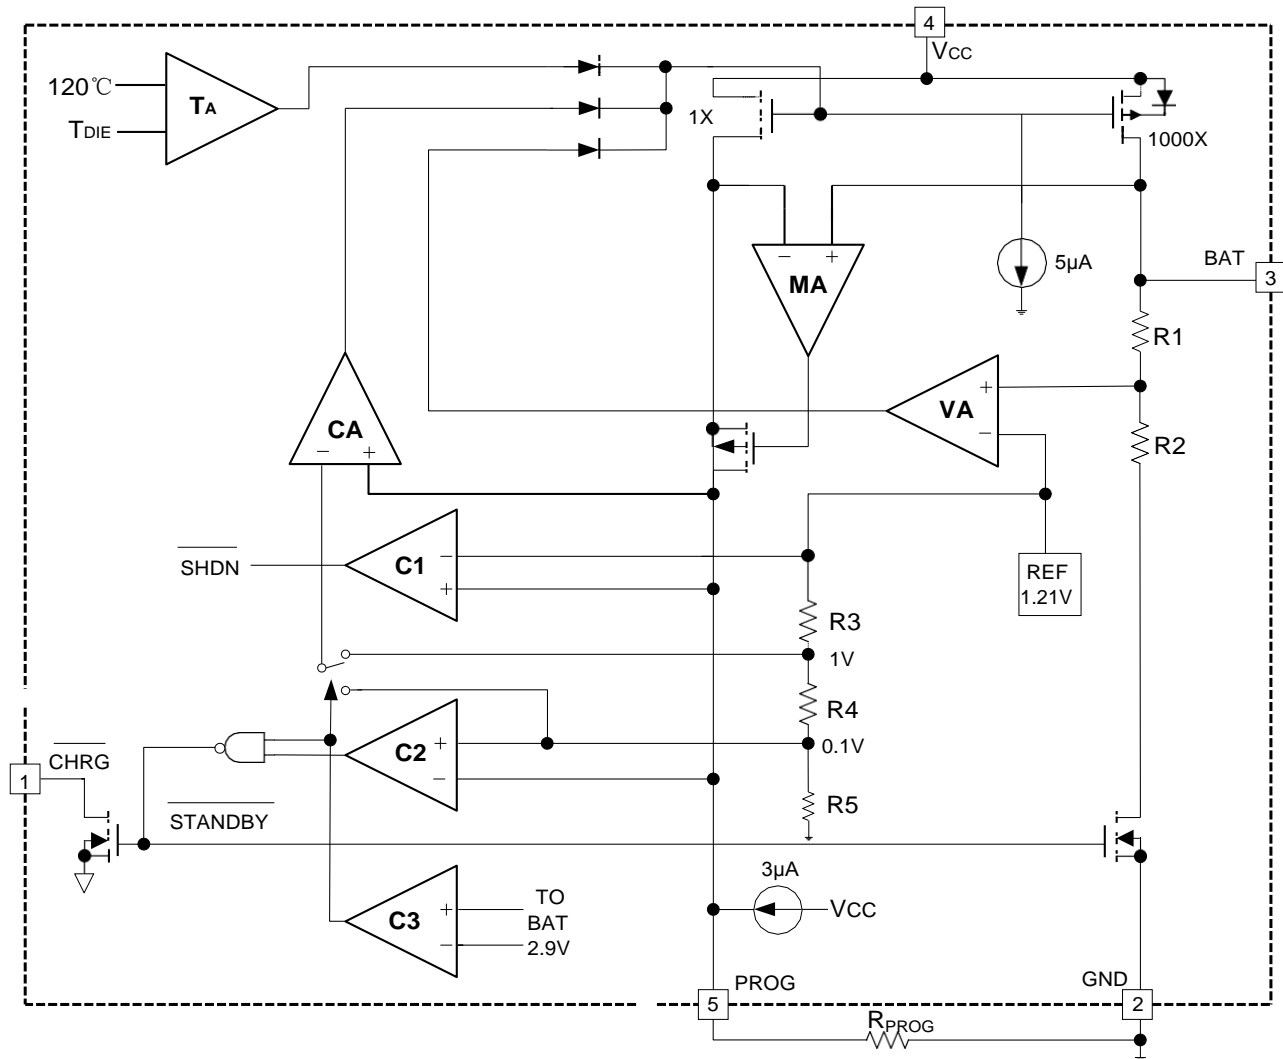 4
VCC
120℃
TA
TDIE
1X
1000X
− +
MA
5µA
BAT
3
R1
+
VA
−
R2
CA
− +
C1
−
+
SHDN
REF
1.21V
R3
1V
R4
C2
+
−
0.1V
CHRG
1
R5
STANDBY
3µA
VCC
C3
+
−
TO
BAT
2.9V
PROG
5
GND
2
RPROG